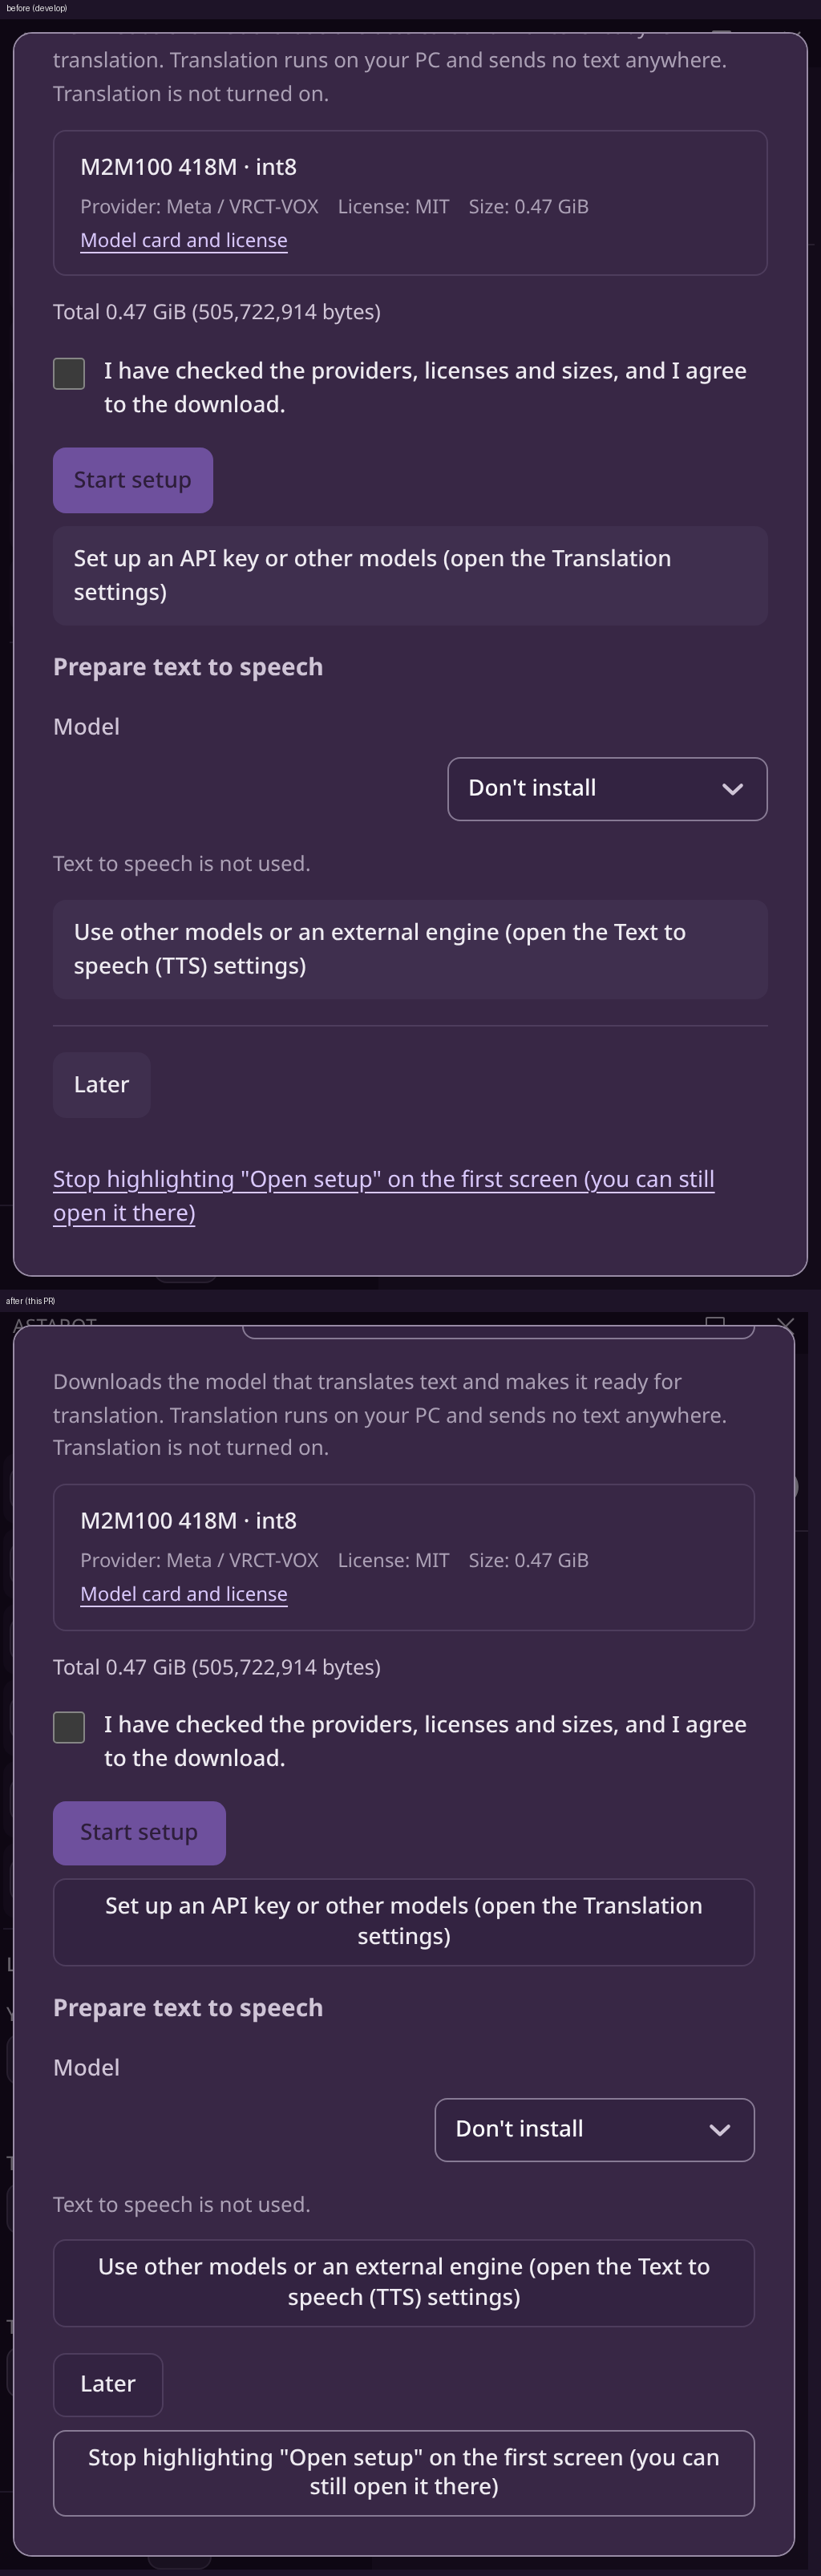 before (develop)
translation. Translation runs on your PC and sends no text anywhere.
Translation is not turned on.
M2M100 418M · int8
Provider: Meta / VRCT-VOX License: MIT Size: 0.47 GiB
Model card and license
Total 0.47 GiB (505,722,914 bytes)
I have checked the providers, licenses and sizes, and I agree
to the download.
Start setup
Set up an API key or other models (open the Translation
settings)
Prepare text to speech
Model
Don't install
Text to speech is not used.
Use other models or an external engine (open the Text to
speech (TTS) settings)
Later
Stop highlighting "Open setup" on the first screen (you can still
open it there)
after (this PR)
Downloads the model that translates text and makes it ready for
translation. Translation runs on your PC and sends no text anywhere.
Translation is not turned on.
M2M100 418M · int8
Provider: Meta / VRCT-VOX License: MIT Size: 0.47 GiB
Model card and license
Total 0.47 GiB (505,722,914 bytes)
I have checked the providers, licenses and sizes, and I agree
to the download.
Start setup
Set up an API key or other models (open the Translation
settings)
Prepare text to speech
Model
Don't install
Text to speech is not used.
Use other models or an external engine (open the Text to
speech (TTS) settings)
Later
Stop highlighting "Open setup" on the first screen (you can
still open it there)